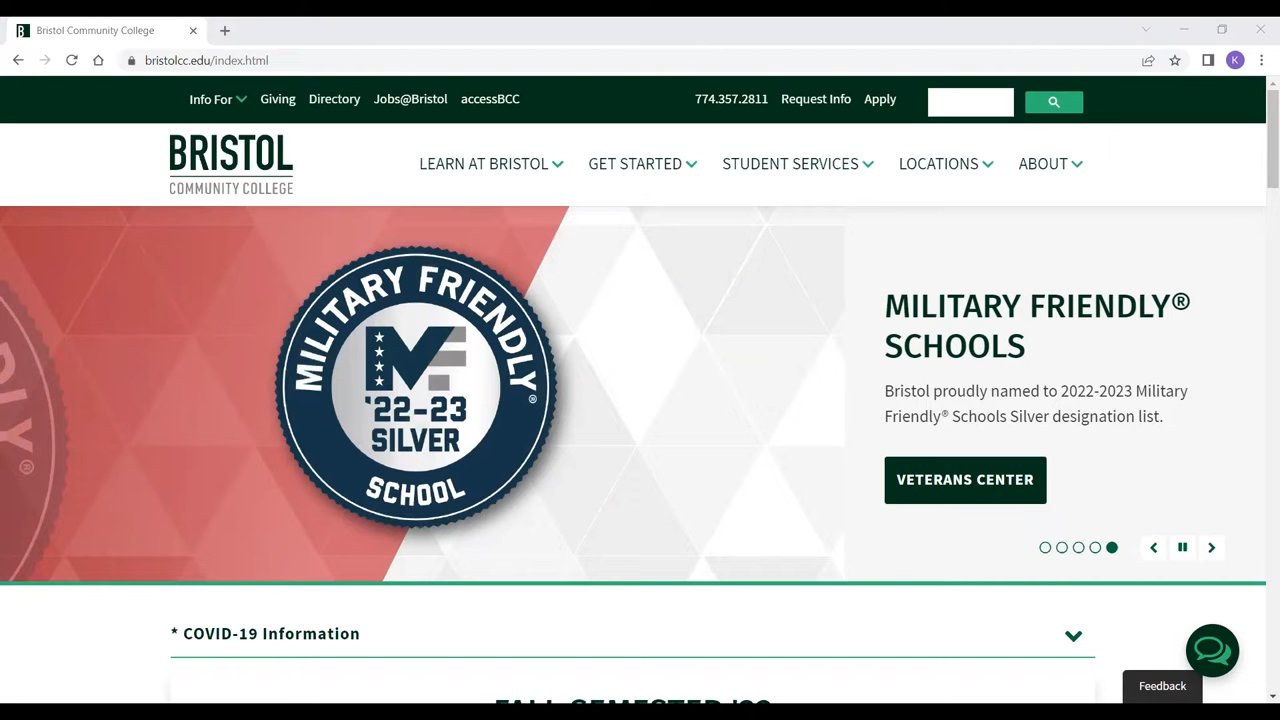 Bristol Community College
bristolcc.edu/index.html
K
Info For
Giving
Directory
Jobs@Bristol
accessBCC
774.357.2811
Request Info
Apply
BRISTOL
COMMUNITY COLLEGE
LEARN AT BRISTOL
GET STARTED
STUDENT SERVICES
LOCATIONS
ABOUT
MILITARY FRIENDLY®
MF
'22-23
SILVER
SCHOOL
MILITARY FRIENDLY®
SCHOOLS
Bristol proudly named to 2022-2023 Military
Friendly® Schools Silver designation list.
VETERANS CENTER
* COVID-19 Information
Feedback